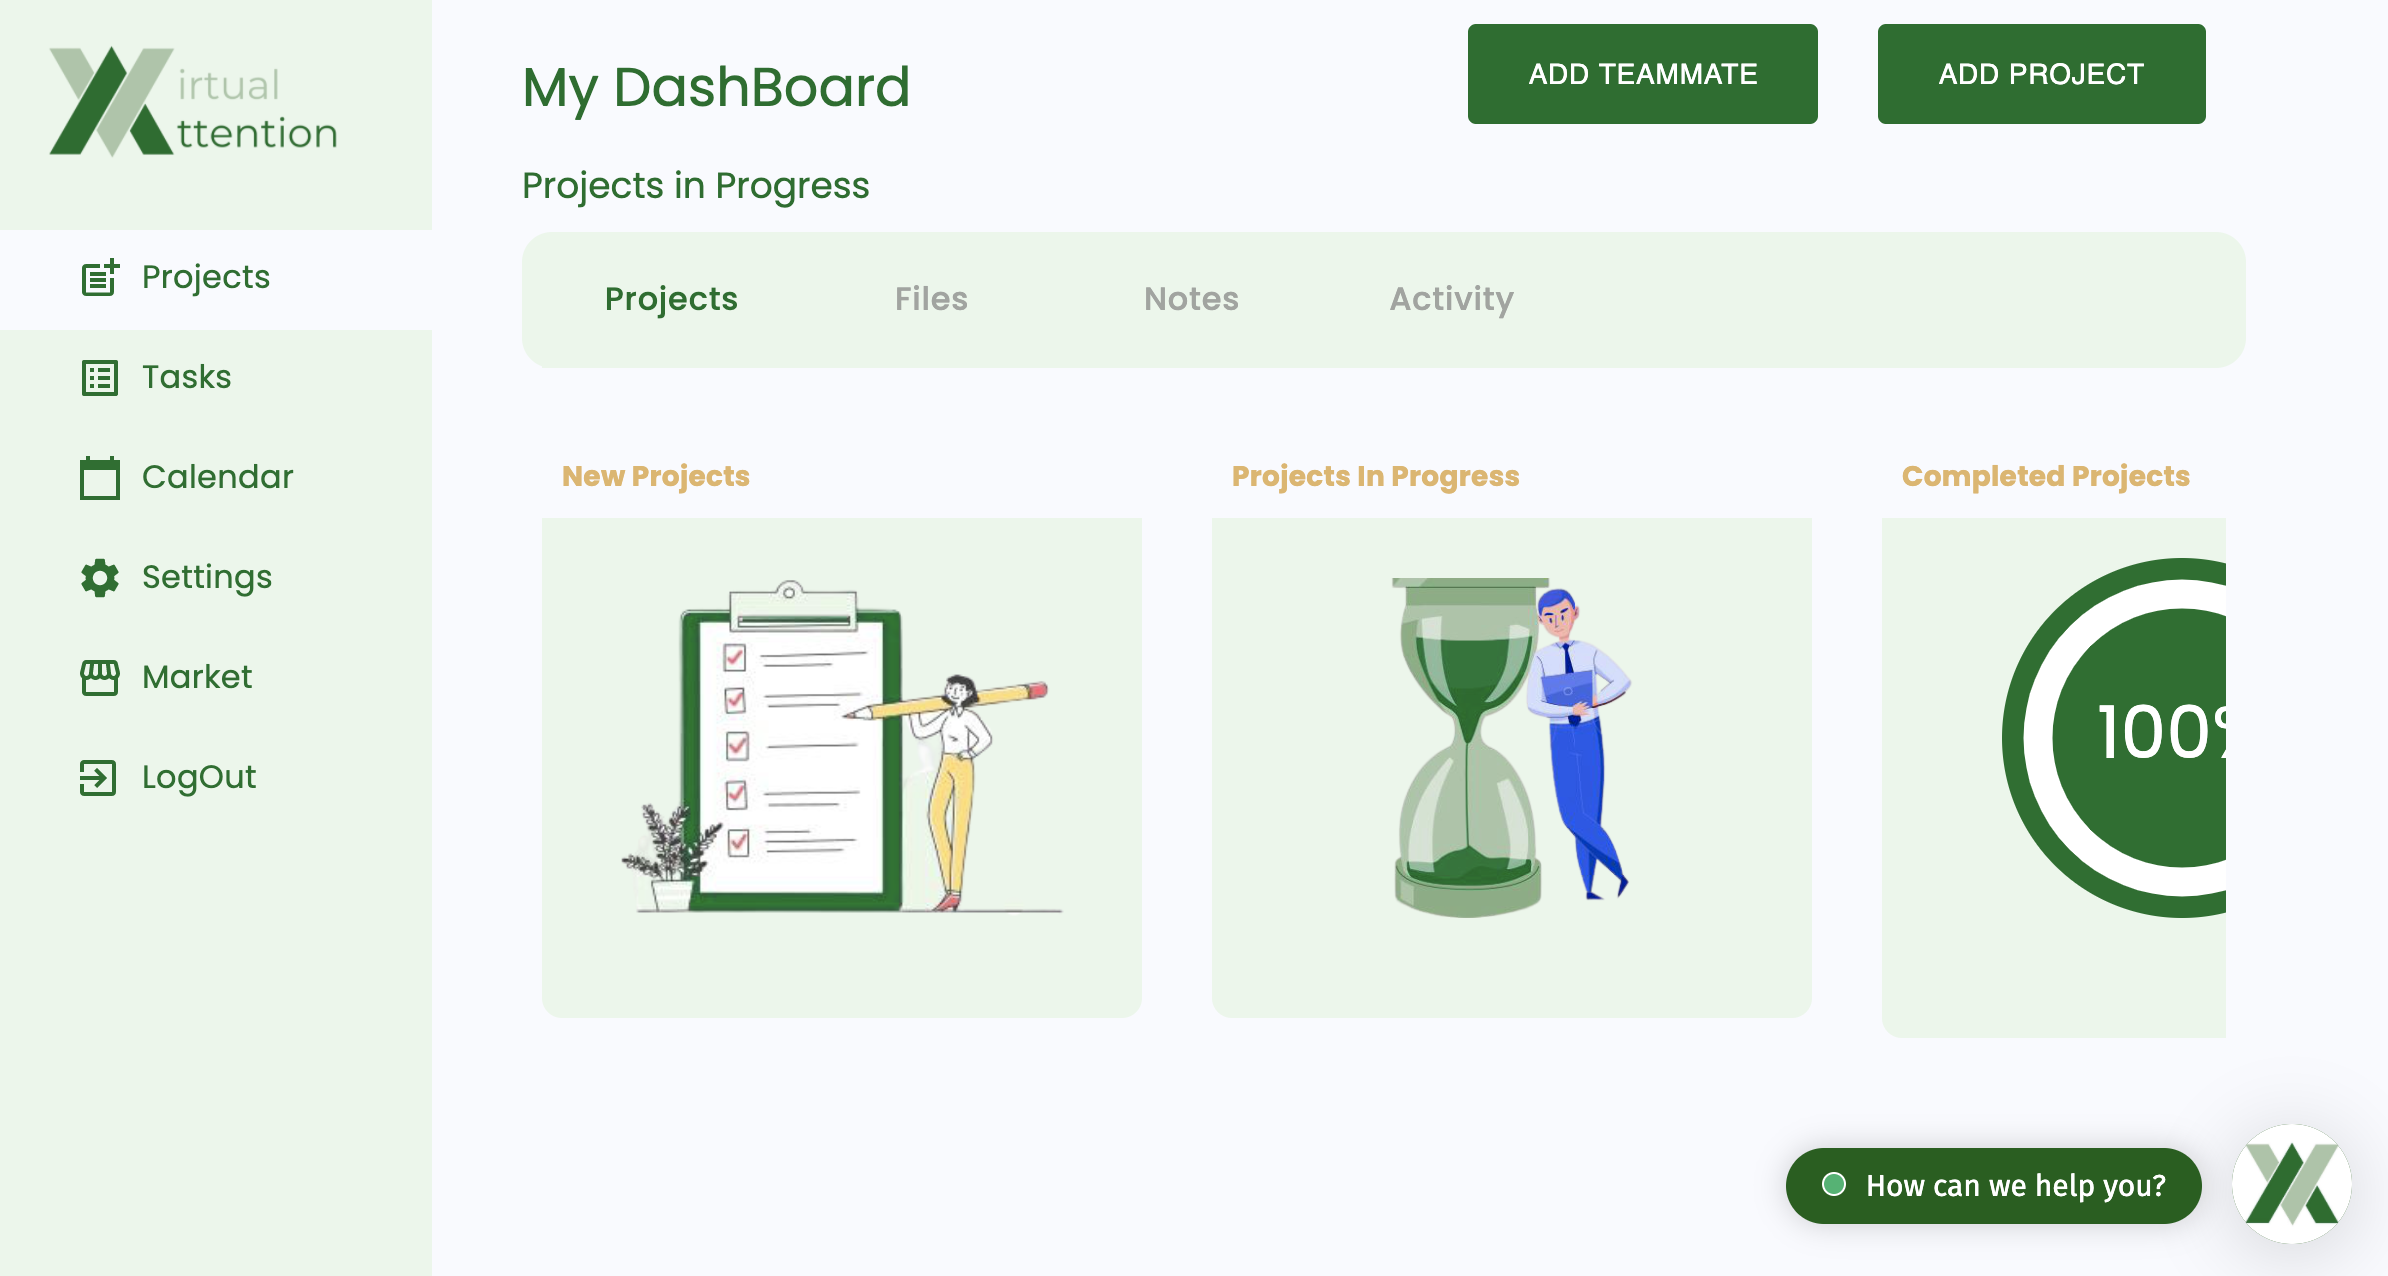 irtual
ttention
My DashBoard
ADD TEAMMATE
ADD PROJECT
Projects in Progress
Projects
Tasks
Calendar
Settings
Market
LogOut
Projects
Files
Notes
Activity
New Projects
Projects In Progress
Completed Projects
100%
How can we help you?